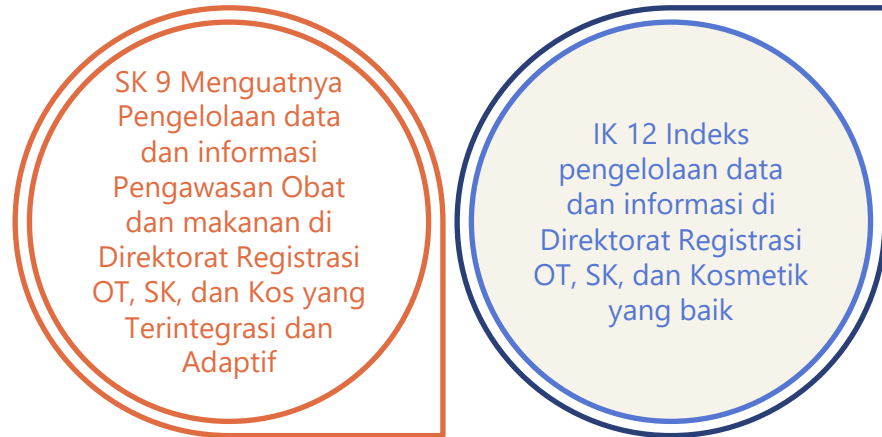 SK 9 Menguatnya
Pengelolaan data
dan informasi
Pengawasan Obat
dan makanan di
Direktorat Registrasi
OT, SK, dan Kos yang
Terintegrasi dan
Adaptif
IK 12 Indeks
pengelolaan data
dan informasi di
Direktorat Registrasi
OT, SK, dan Kosmetik
yang baik